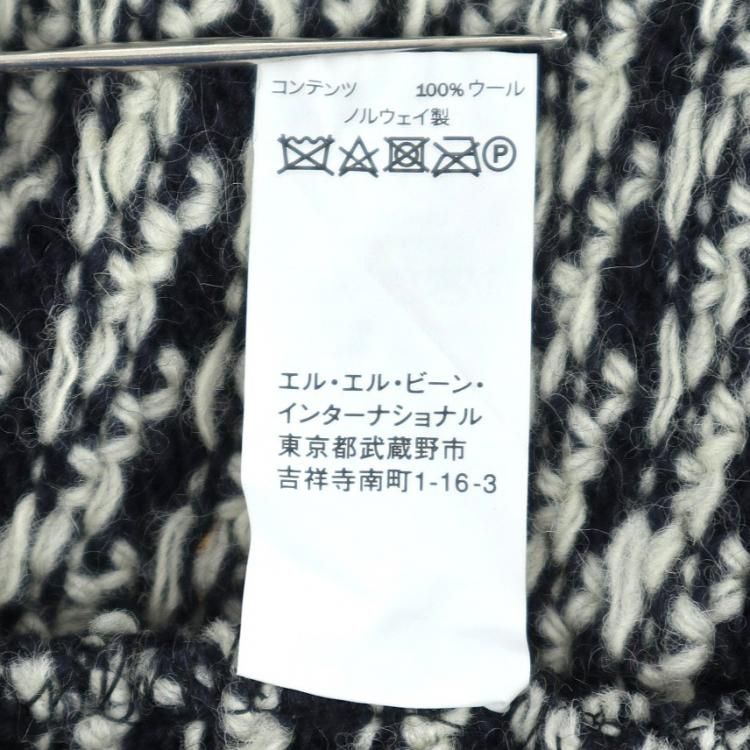 コンテンツ 100% ウール
ノルウェイ製
P
エル・エル・ビーン・
インターナショナル
東京都武蔵野市
吉祥寺南町1-16-3